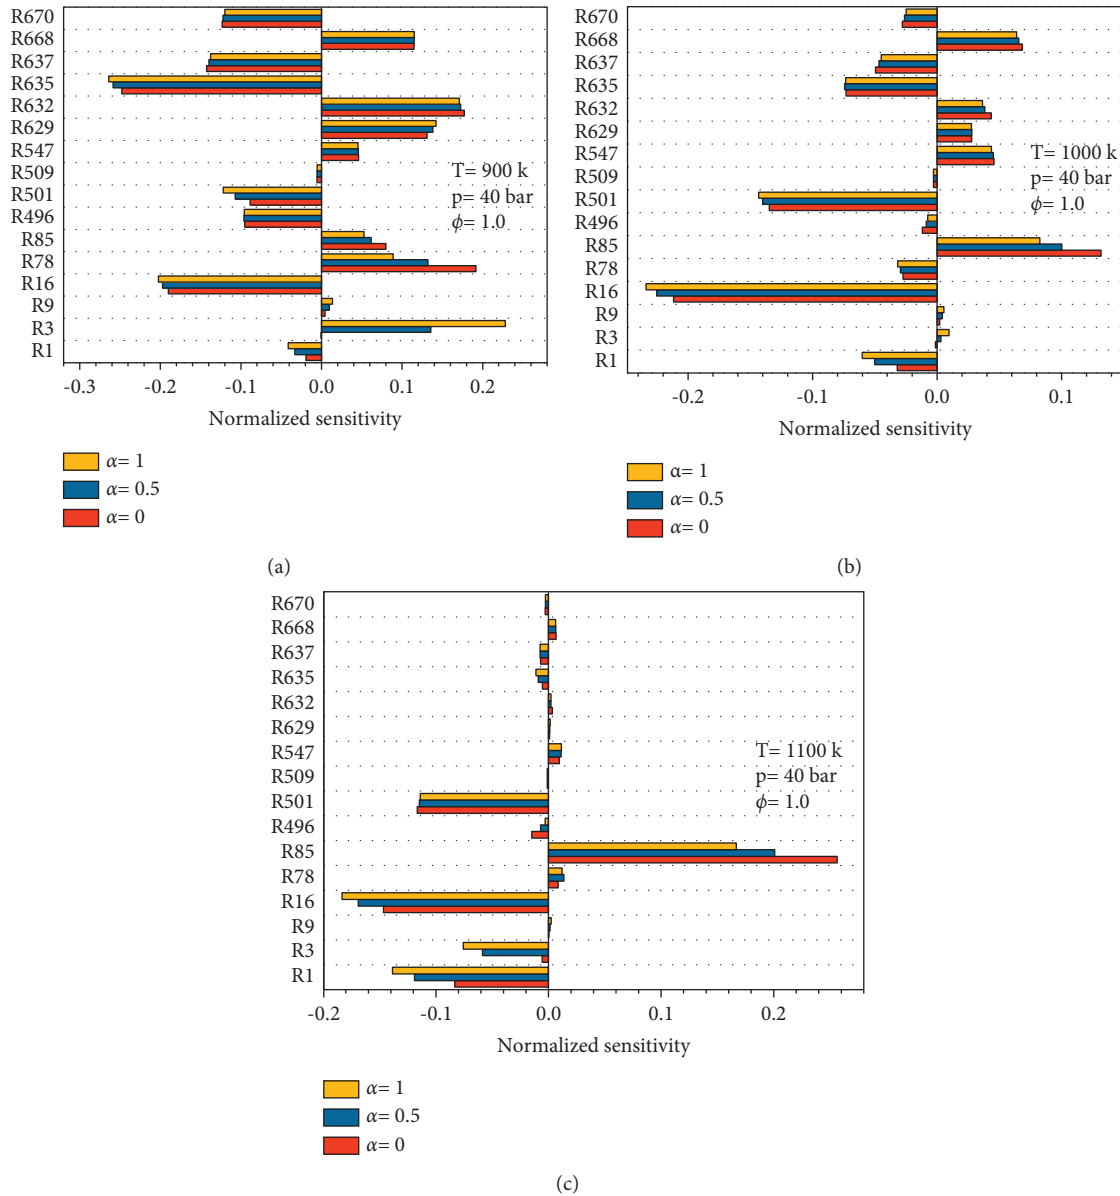 R670
R668
R637
R635
R632
R629
R547
R509
R501
R496
R85
R78
R16
R9
R3
R1
T= 900 k
p= 40 bar
ϕ= 1.0
-0.3 -0.2 -0.1 0.0 0.1 0.2
Normalized sensitivity
α= 1
α= 0.5
α= 0
(a)
R670
R668
R637
R635
R632
R629
R547
R509
R501
R496
R85
R78
R16
R9
R3
R1
T= 1000 k
p= 40 bar
ϕ= 1.0
-0.2 -0.1 0.0 0.1
Normalized sensitivity
α= 1
α= 0.5
α= 0
(b)
R670
R668
R637
R635
R632
R629
R547
R509
R501
R496
R85
R78
R16
R9
R3
R1
T= 1100 k
p= 40 bar
ϕ= 1.0
-0.2 -0.1 0.0 0.1 0.2
Normalized sensitivity
α= 1
α= 0.5
α= 0
(c)